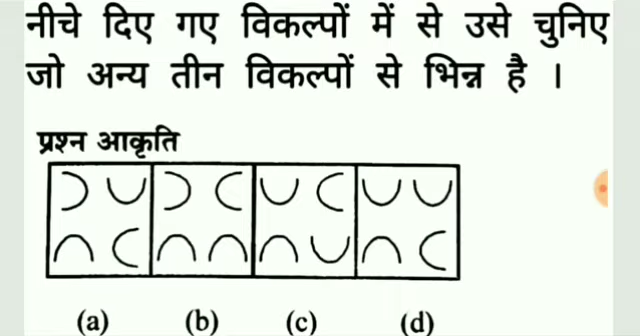 नीचे दिए गए विकल्पों में से उसे चुनिए
जो अन्य तीन विकल्पों से भिन्न है ।
प्रश्न आकृति
(a) (b) (c) (d)